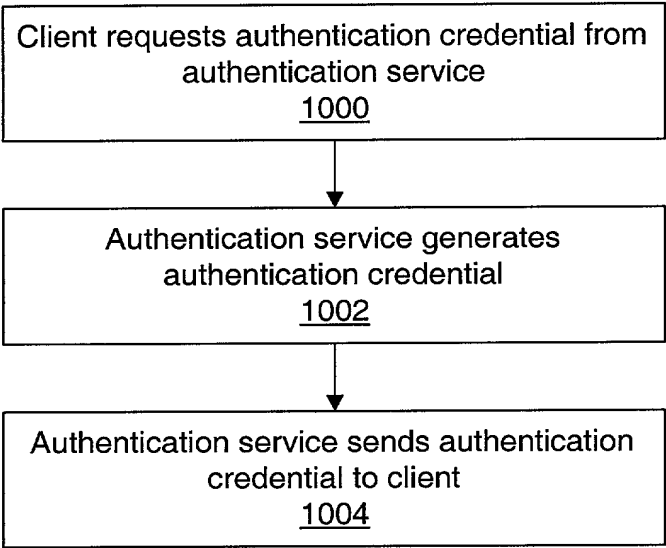 Client requests authentication credential from
authentication service
1000
Authentication service generates
authentication credential
1002
Authentication service sends authentication
credential to client
1004